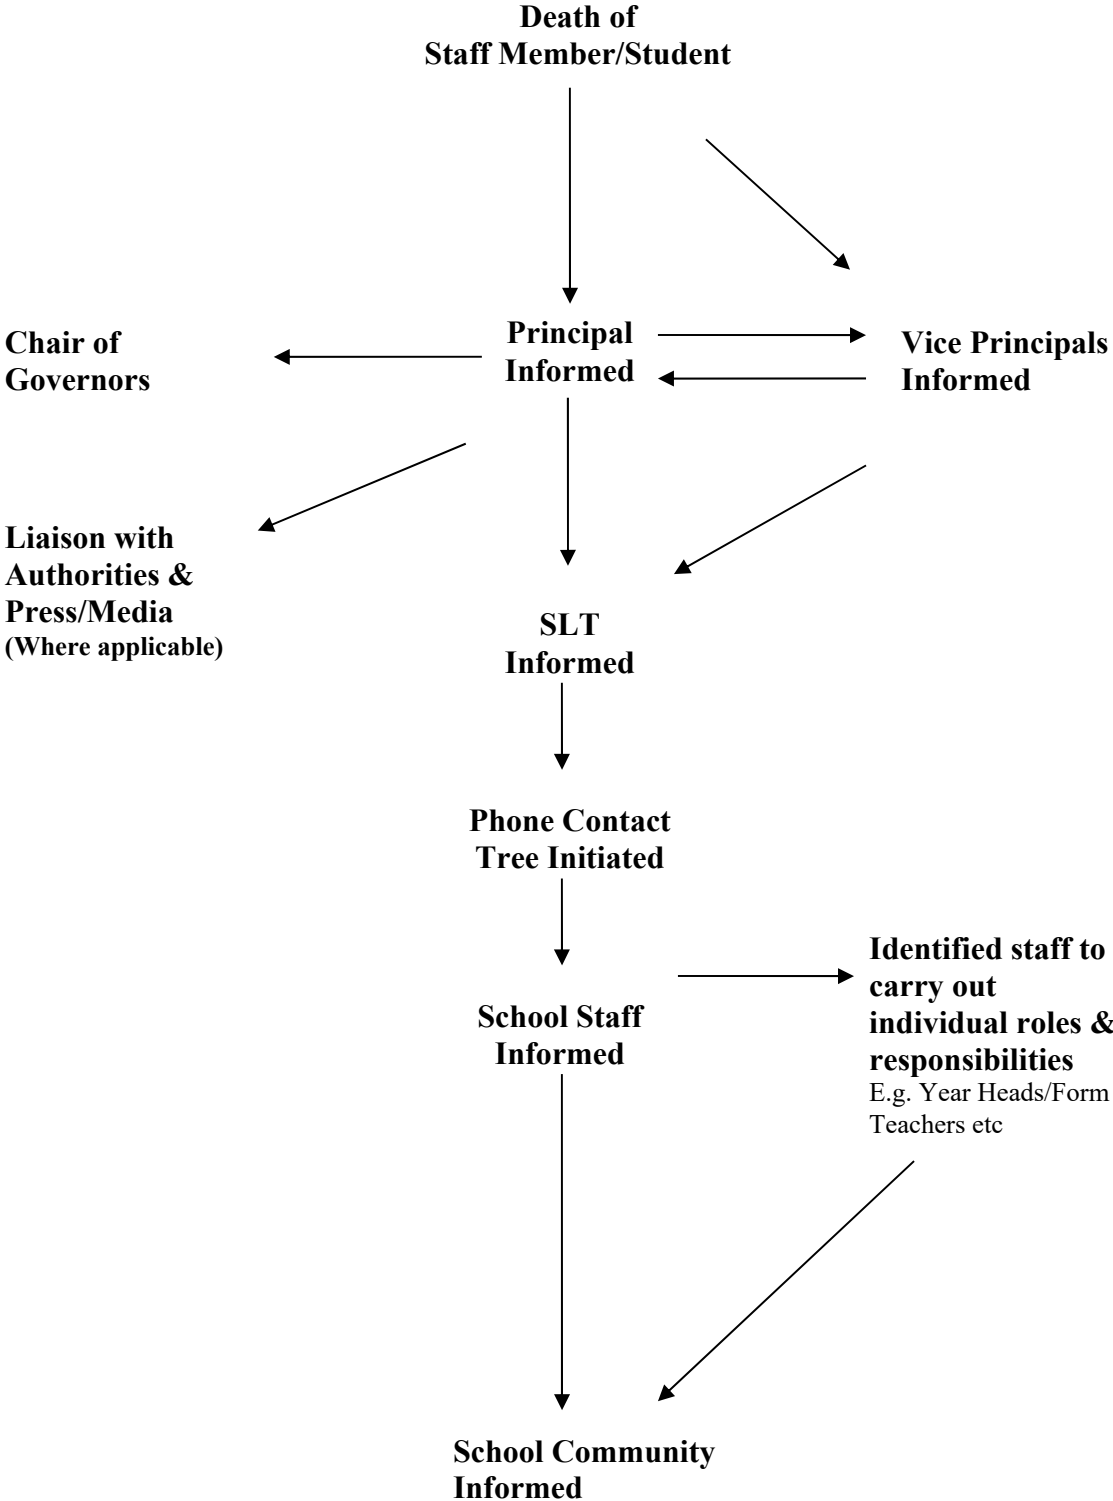 Death of
Staff Member/Student
Principal
Informed
Chair of
Governors
Vice Principals
Informed
Liaison with
Authorities &
Press/Media
(Where applicable)
SLT
Informed
Phone Contact
Tree Initiated
Identified staff to
carry out
individual roles &
responsibilities
E.g. Year Heads/Form
Teachers etc
School Staff
Informed
School Community
Informed